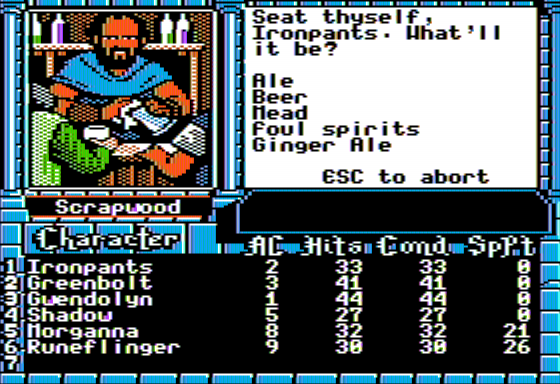 Seat thyself,
Ironpants. What'll
it be?
Ale
Beer
Mead
Foul spirits
Ginger Ale
ESC to abort
Scrapwood
Character AC Hits Cond SpPt
1 Ironpants 2 33 33 0
2 Greenbolt 3 41 41 0
3 Gwendolyn 1 44 44 0
4 Shadow 5 27 27 0
5 Morganna 8 32 32 21
6 Runeflinger 9 30 30 26
7